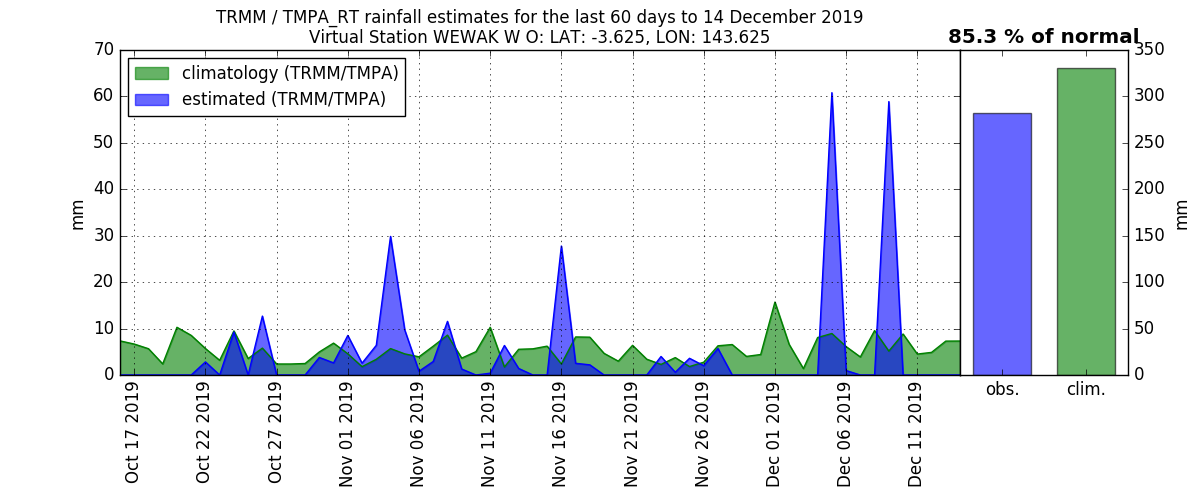 TRMM / TMPA_RT rainfall estimates for the last 60 days to 14 December 2019
Virtual Station WEWAK W O: LAT: -3.625, LON: 143.625
85.3 % of normal
climatology (TRMM/TMPA)
estimated (TRMM/TMPA)
70
60
50
40
30
20
10
0
mm
350
300
250
200
150
100
50
0
mm
Oct 17 2019
Oct 22 2019
Oct 27 2019
Nov 01 2019
Nov 06 2019
Nov 11 2019
Nov 16 2019
Nov 21 2019
Nov 26 2019
Dec 01 2019
Dec 06 2019
Dec 11 2019
obs.
clim.